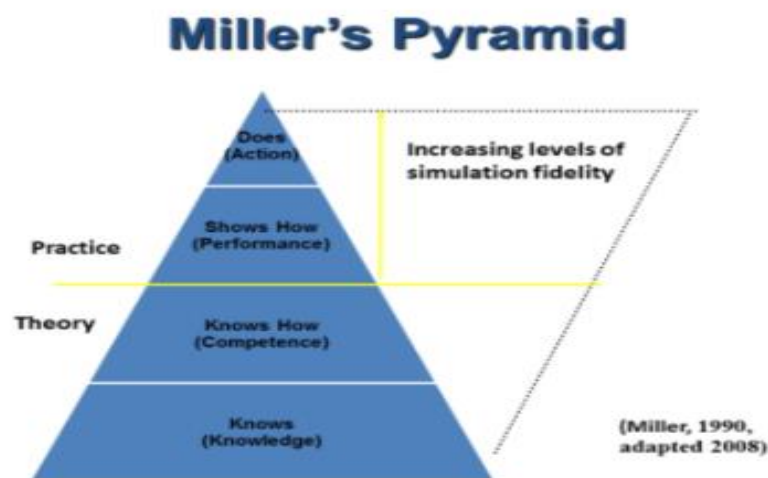 Miller's Pyramid
Does
(Action)
Increasing levels of
simulation fidelity
Shows How
(Performance)
Practice
Theory
Knows How
(Competence)
Knows
(Knowledge)
(Miller, 1990,
adapted 2008)